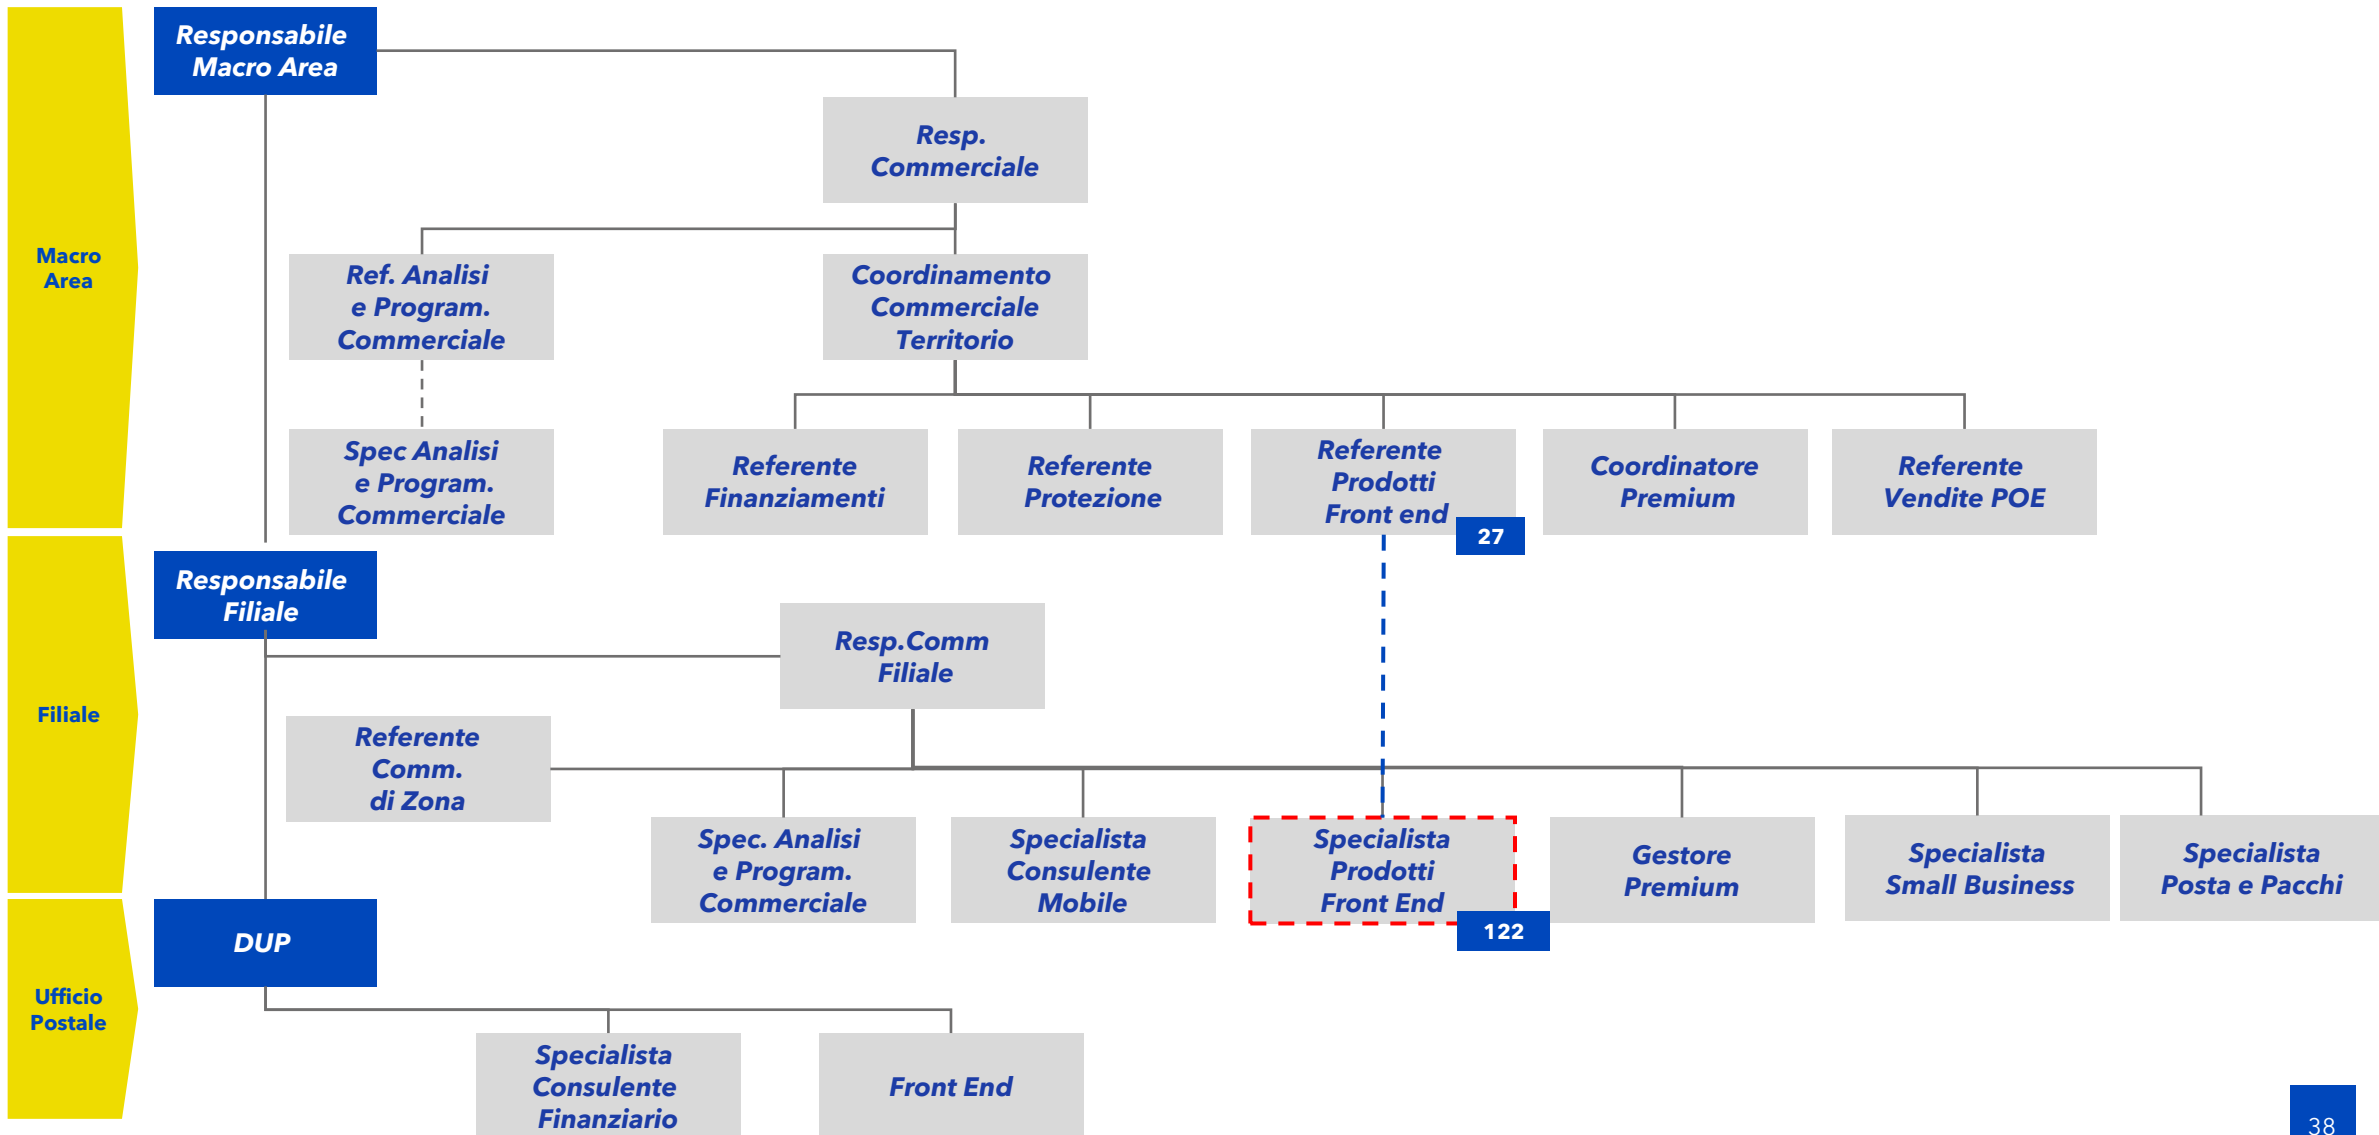 Responsabile
Macro Area
Resp.
Commerciale
Macro
Area
Ref. Analisi
e Program.
Commerciale
Coordinamento
Commerciale
Territorio
Spec Analisi
e Program.
Commerciale
Referente
Finanziamenti
Referente
Protezione
Referente
Prodotti
Front end
27
Coordinatore
Premium
Referente
Vendite POE
Responsabile
Filiale
Resp.Comm
Filiale
Filiale
Referente
Comm.
di Zona
Spec. Analisi
e Program.
Commerciale
Specialista
Consulente
Mobile
Specialista
Prodotti
Front End
122
Gestore
Premium
Specialista
Small Business
Specialista
Posta e Pacchi
DUP
Ufficio
Postale
Specialista
Consulente
Finanziario
Front End
38